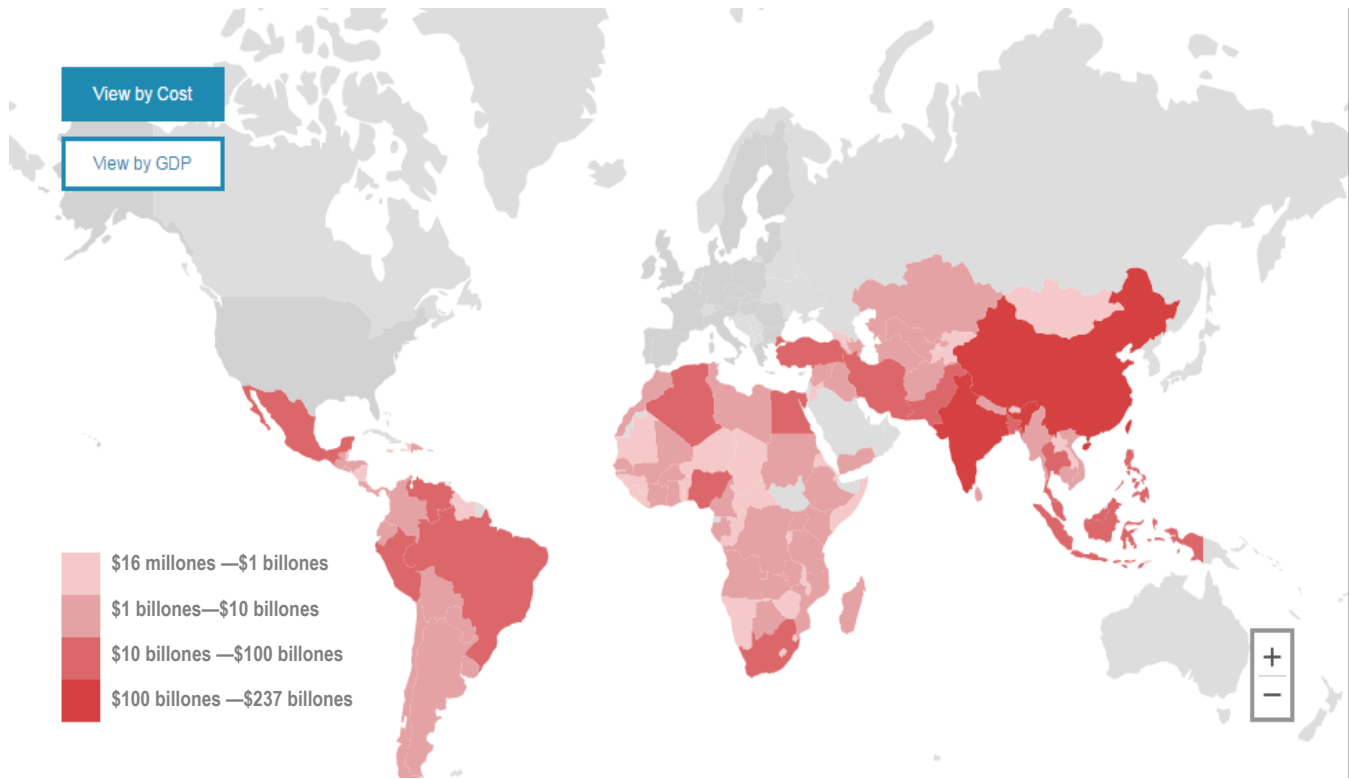 View by Cost
View by GDP
$16 millones —$1 billones
$1 billones—$10 billones
$10 billones —$100 billones
$100 billones —$237 billones
+
−